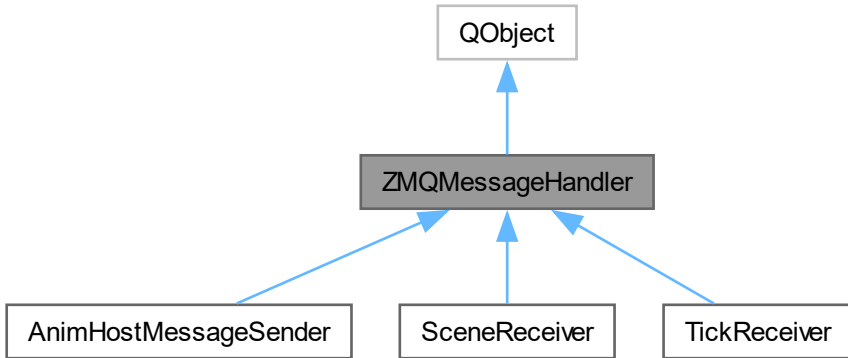 QObject
ZMQMessageHandler
AnimHostMessageSender
SceneReceiver
TickReceiver